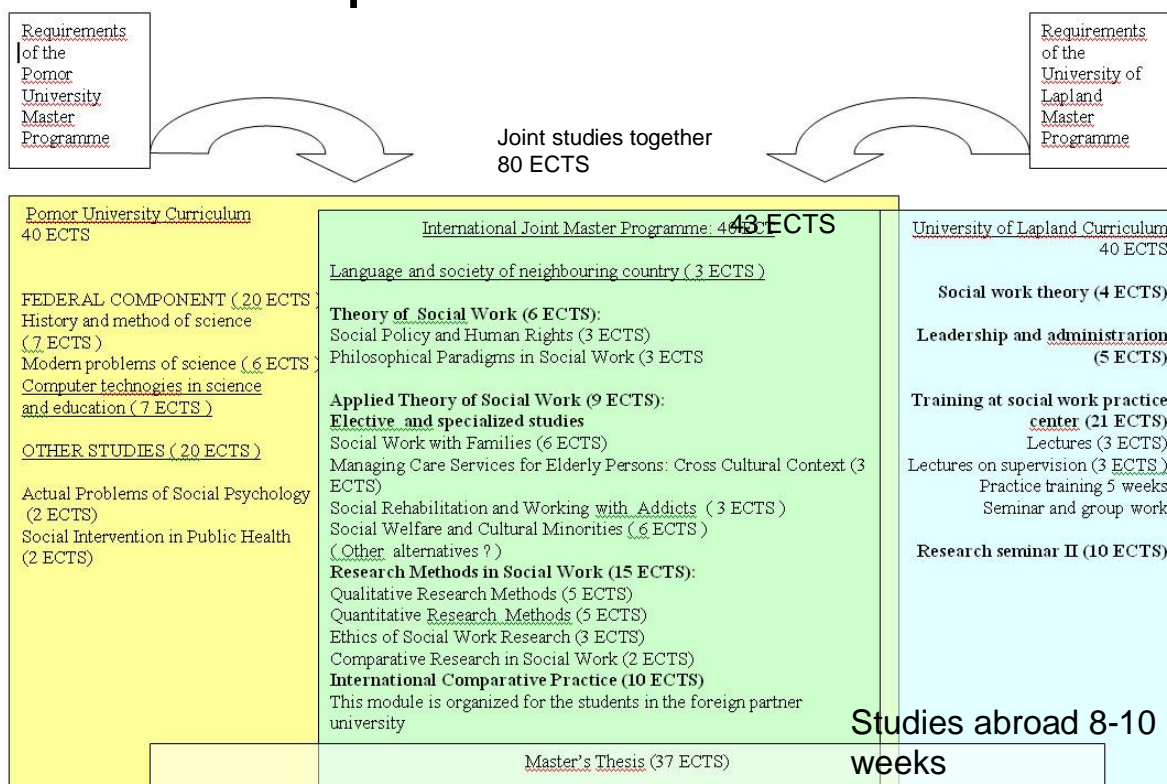 Requirements
of the
Pomor
University
Master
Programme
Requirements
of the
University of
Lapland
Master
Programme
Joint studies together
80 ECTS
Pomor University Curriculum
40 ECTS
FEDERAL COMPONENT ( 20 ECTS )
History and method of science
( 7 ECTS )
Modern problems of science ( 6 ECTS )
Computer technogies in science
and education ( 7 ECTS )
OTHER STUDIES ( 20 ECTS )
Actual Problems of Social Psychology
(2 ECTS)
Social Intervention in Public Health
(2 ECTS)
International Joint Master Programme:
43 ECTS
Language and society of neighbouring country ( 3 ECTS )
Theory of Social Work (6 ECTS):
Social Policy and Human Rights (3 ECTS)
Philosophical Paradigms in Social Work (3 ECTS
Applied Theory of Social Work (9 ECTS):
Elective and specialized studies
Social Work with Families (6 ECTS)
Managing Care Services for Elderly Persons: Cross Cultural Context (3
ECTS)
Social Rehabilitation and Working with Addicts ( 3 ECTS )
Social Welfare and Cultural Minorities ( 6 ECTS )
( Other alternatives ? )
Research Methods in Social Work (15 ECTS):
Qualitative Research Methods (5 ECTS)
Quantitative Research Methods (5 ECTS)
Ethics of Social Work Research (3 ECTS)
Comparative Research in Social Work (2 ECTS)
International Comparative Practice (10 ECTS)
This module is organized for the students in the foreign partner
university
University of Lapland Curriculum
40 ECTS
Social work theory (4 ECTS)
Leadership and administrarion
(5 ECTS)
Training at social work practice
center (21 ECTS)
Lectures (3 ECTS)
Lectures on supervision (3 ECTS )
Practice training 5 weeks
Seminar and group work
Research seminar II (10 ECTS)
Studies abroad 8-10
weeks
Master's Thesis (37 ECTS)